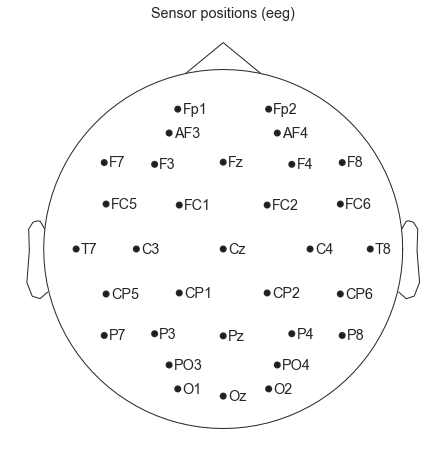 Sensor positions (eeg)
Fp1 Fp2
AF3 AF4
F7 F3 Fz F4 F8
FC5 FC1 FC2 FC6
T7 C3 Cz C4 T8
CP5 CP1 CP2 CP6
P7 P3 Pz P4 P8
PO3 PO4
O1 Oz O2